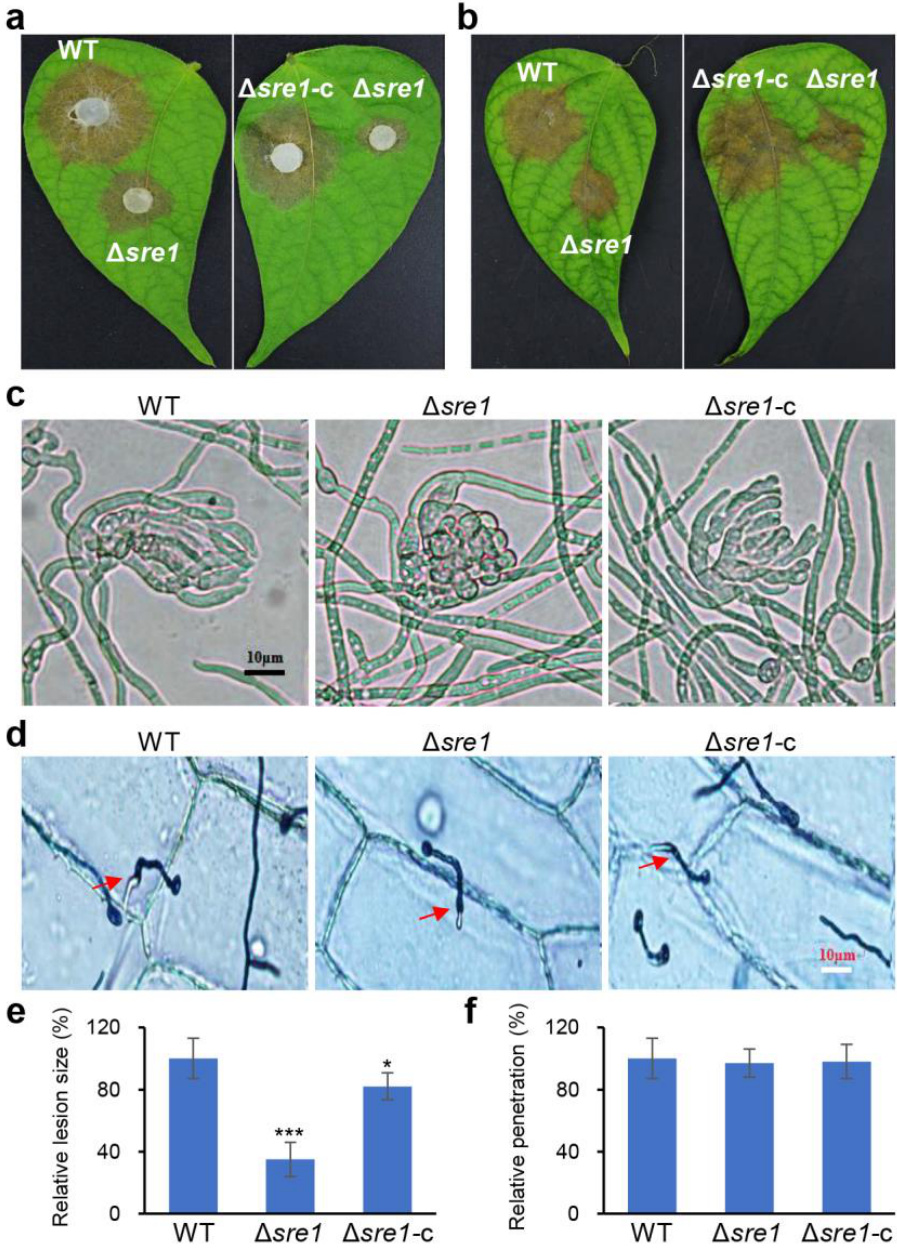 a
b
WT
Δsre1-c Δsre1
Δsre1
WT
Δsre1-c Δsre1
Δsre1
c
WT Δsre1 Δsre1-c
10μm
d
WT Δsre1 Δsre1-c
10μm
e
f
Relative lesion size (%)
120
80
40
0
***
*
WT Δsre1 Δsre1-c
Relative penetration (%)
120
80
40
0
WT Δsre1 Δsre1-c